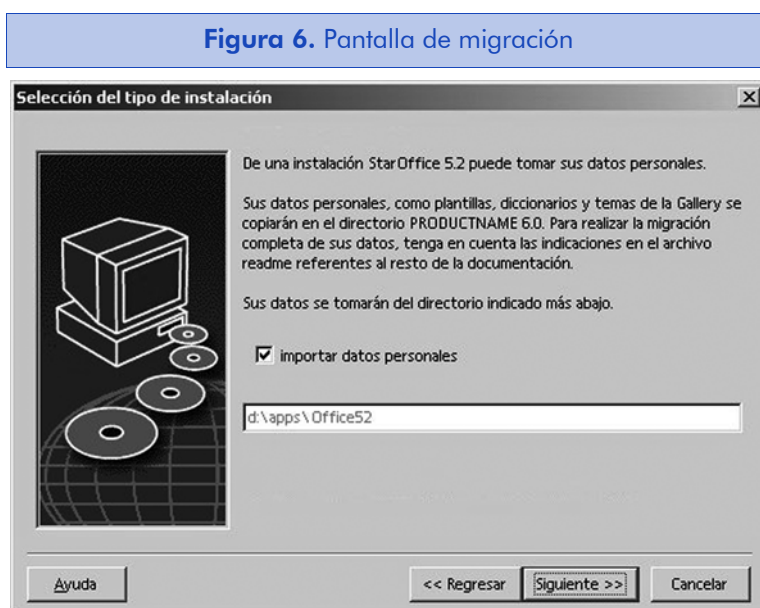 Figura 6. Pantalla de migración
Selección del tipo de instalación
De una instalación StarOffice 5.2 puede tomar sus datos personales.
Sus datos personales, como plantillas, diccionarios y temas de la Gallery se
copiarán en el directorio PRODUCTNAME 6.0. Para realizar la migración
completa de sus datos, tenga en cuenta las indicaciones en el archivo
readme referentes al resto de la documentación.
Sus datos se tomarán del directorio indicado más abajo.
importar datos personales
d:\apps\Office52
Ayuda
<< Regresar
Siguiente >>
Cancelar